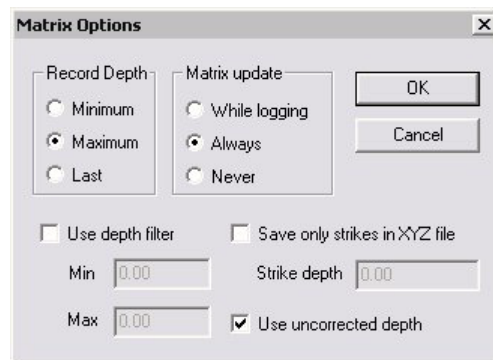 Matrix Options
Record Depth
Minimum
Maximum
Last
Matrix update
While logging
Always
Never
OK
Cancel
Use depth filter
Min 0.00
Max 0.00
Save only strikes in XYZ file
Strike depth 0.00
Use uncorrected depth